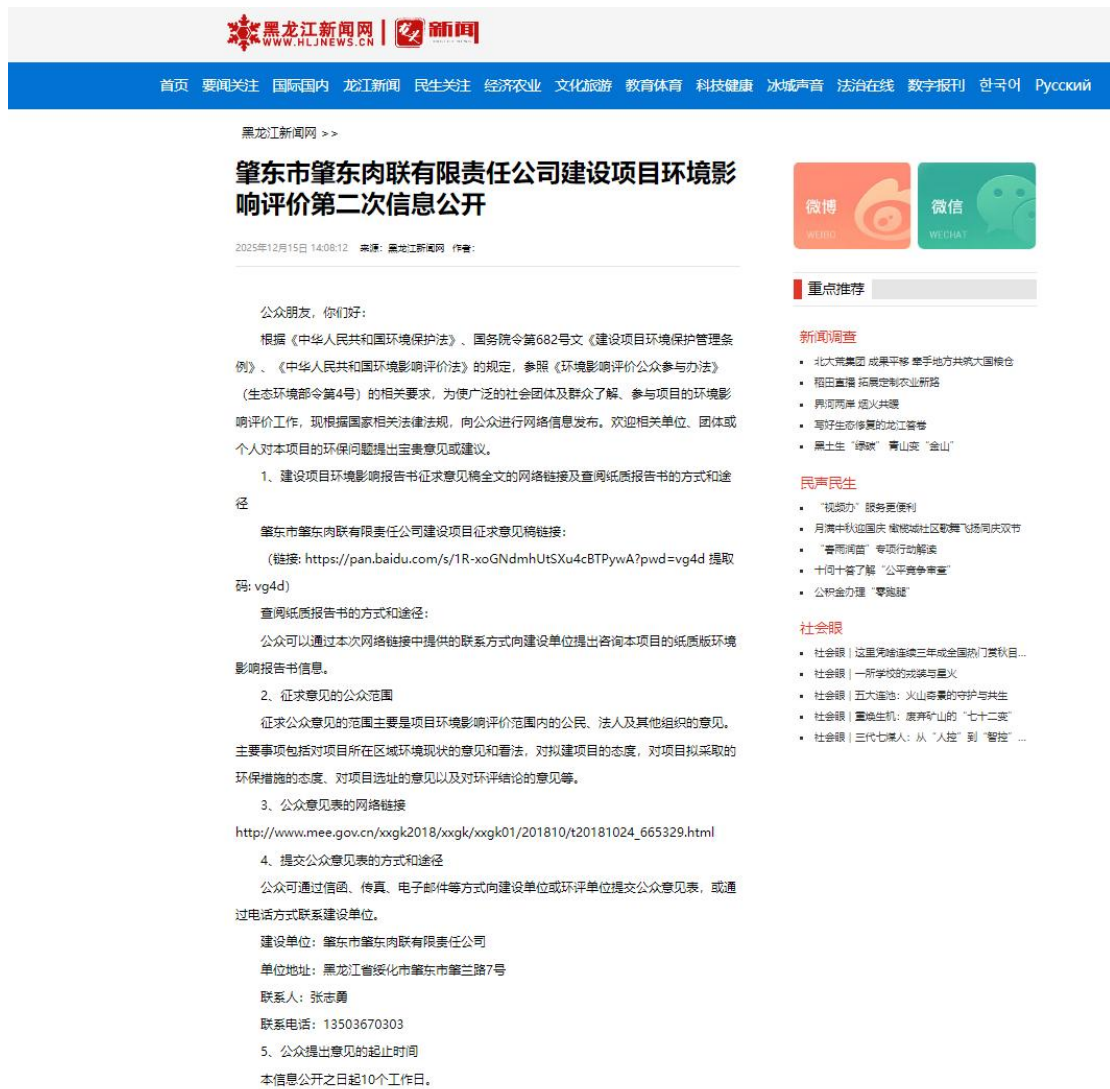 黑龙江新闻网
WWW.HLJNEWS.CN
新闻
首页 要闻关注 国际国内 龙江新闻 民生关注 经济农业 文化旅游 教育体育 科技健康 冰城声音 法治在线 数字报刊 한국어 Русский
黑龙江新闻网 >>
肇东市肇东肉联有限责任公司建设项目环境影
响评价第二次信息公开
2025年12月15日 14:08:12 来源：黑龙江新闻网 作者：
公众朋友，你们好：
根据《中华人民共和国环境保护法》、国务院令第682号文《建设项目环境保护管理条
例》、《中华人民共和国环境影响评价法》的规定，参照《环境影响评价公众参与办法》
（生态环境部令第4号）的相关要求，为使广泛的社会团体及群众了解、参与项目的环境影
响评价工作，现根据国家相关法律法规，向公众进行网络信息发布。欢迎相关单位、团体或
个人对本项目的环保问题提出宝贵意见或建议。
1、建设项目环境影响报告书征求意见稿全文的网络链接及查阅纸质报告书的方式和途
径
肇东市肇东肉联有限责任公司建设项目征求意见稿链接：
（链接: https://pan.baidu.com/s/1R-xoGNdmhUtSXu4cBTPywA?pwd=vg4d 提取
码: vg4d）
查阅纸质报告书的方式和途径：
公众可以通过本次网络链接中提供的联系方式向建设单位提出咨询本项目的纸质版环境
影响报告书信息。
2、征求意见的公众范围
征求公众意见的范围主要是项目环境影响评价范围内的公民、法人及其他组织的意见。
主要事项包括对项目所在区域环境现状的意见和看法，对拟建项目的态度，对项目拟采取的
环保措施的态度、对项目选址的意见以及对环评结论的意见等。
3、公众意见表的网络链接
http://www.mee.gov.cn/xxgk2018/xxgk/xxgk01/201810/t20181024_665329.html
4、提交公众意见表的方式和途径
公众可通过信函、传真、电子邮件等方式向建设单位或环评单位提交公众意见表，或通
过电话方式联系建设单位。
建设单位：肇东市肇东肉联有限责任公司
单位地址：黑龙江省绥化市肇东市肇兰路7号
联系人：张志勇
联系电话：13503670303
5、公众提出意见的起止时间
本信息公开之日起10个工作日。
微博
WEIBO
微信
WECHAT
重点推荐
新闻调查
北大荒集团 成果平移 牵手地方共筑大国粮仓
稻田直播 拓展定制农业新路
界河两岸 烟火共暖
写好生态修复的龙江答卷
黑土生“绿碳” 青山变“金山”
民声民生
“视频办”服务更便利
月满中秋迎国庆 橄榄城社区歌舞飞扬同庆双节
“春雨润苗”专项行动解读
十问十答了解“公平竞争审查”
公积金办理“零跑腿”
社会眼
社会眼 | 这里凭啥连续三年成全国热门赏秋目...
社会眼 | 一所学校的戎装与星火
社会眼 | 五大连池：火山奇景的守护与共生
社会眼 | 重焕生机：废弃矿山的“七十二变”
社会眼 | 三代七煤人：从“人控”到“智控”...